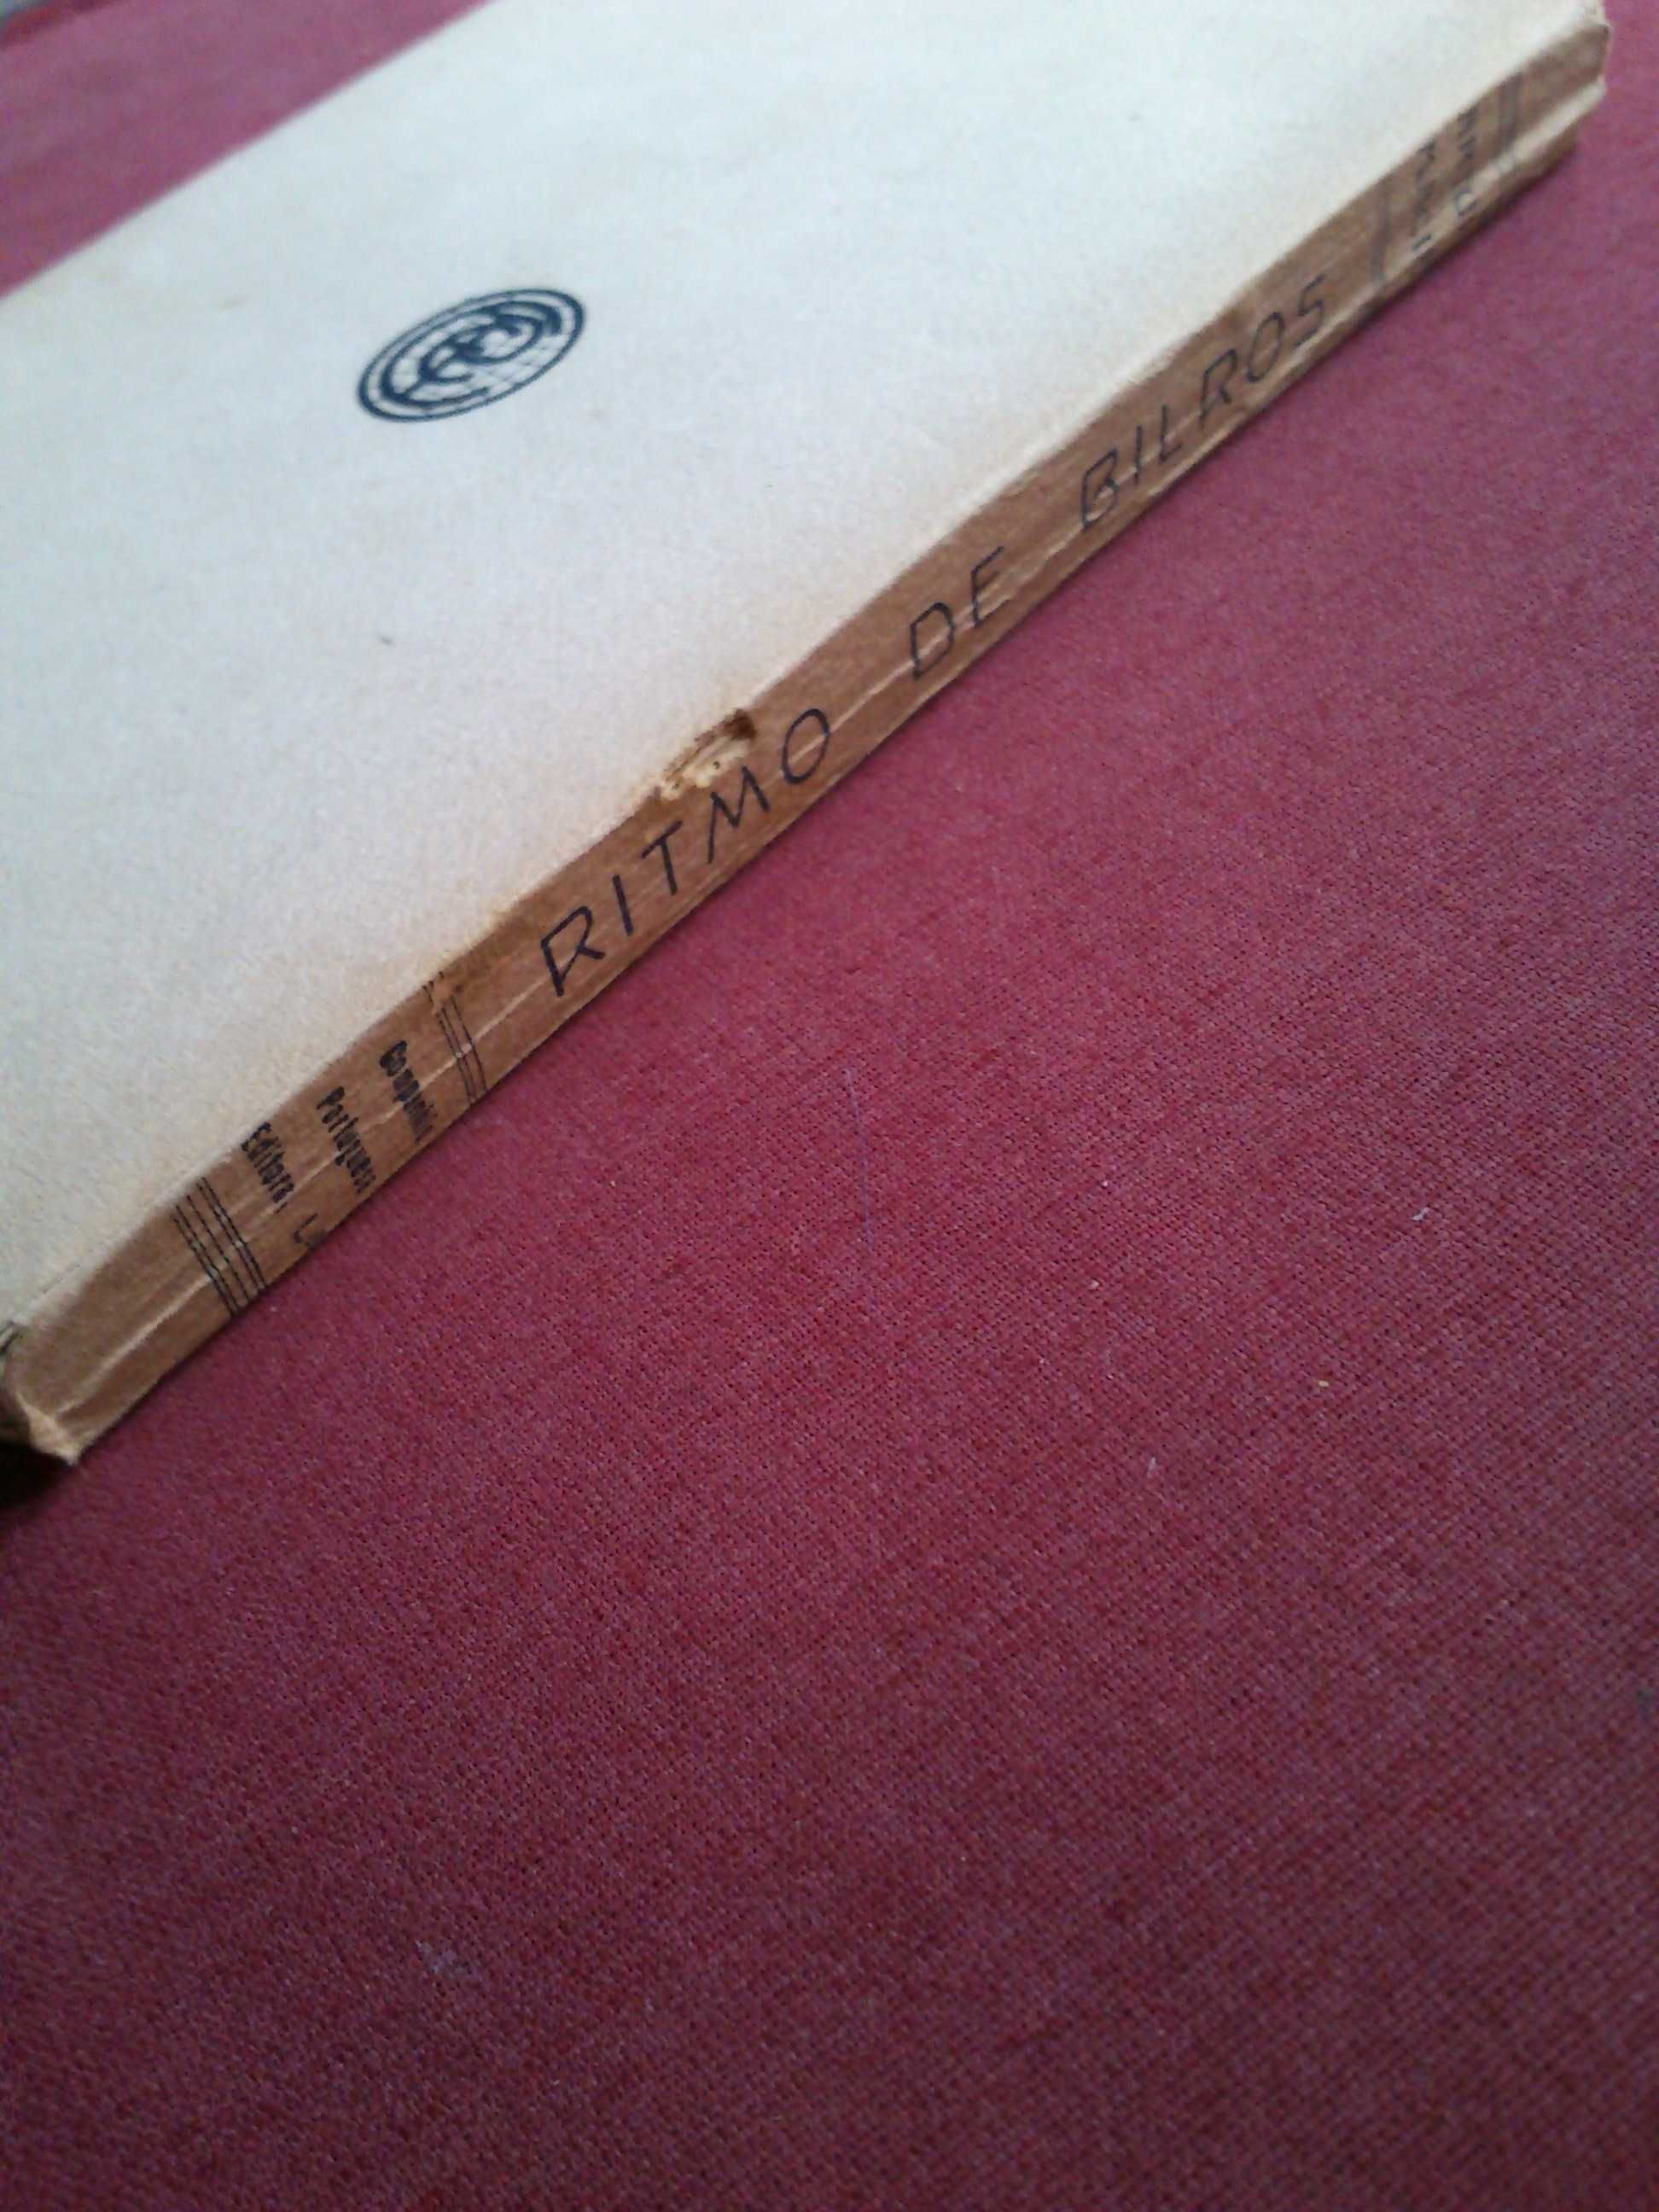 RITMO DE BILROS
Companhia
Portuguesa
Editora